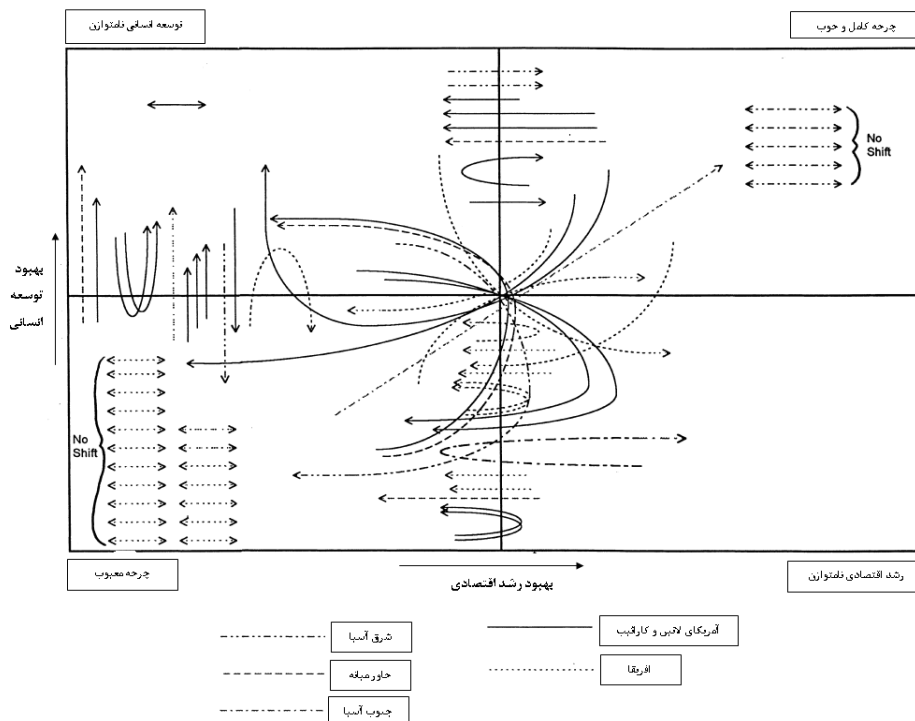 توسعه انسانی نامتوازن
چرخه کامل و خوب
No
Shift
بهبود
توسعه
انسانی
No
Shift
چرخه معیوب
بهبود رشد اقتصادی
رشد اقتصادی نامتوازن
شرق آسیا
آمریکای لاتین و کارائیب
خاورمیانه
افریقا
جنوب آسیا